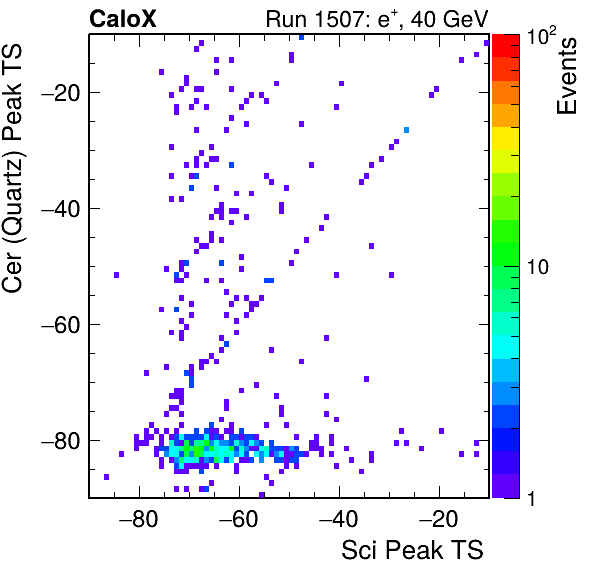 CaloX Run 1507: e+, 40 GeV
Cer (Quartz) Peak TS
−20
−40
−60
−80
−80 −60 −40 −20
Sci Peak TS
10²
10
1
Events